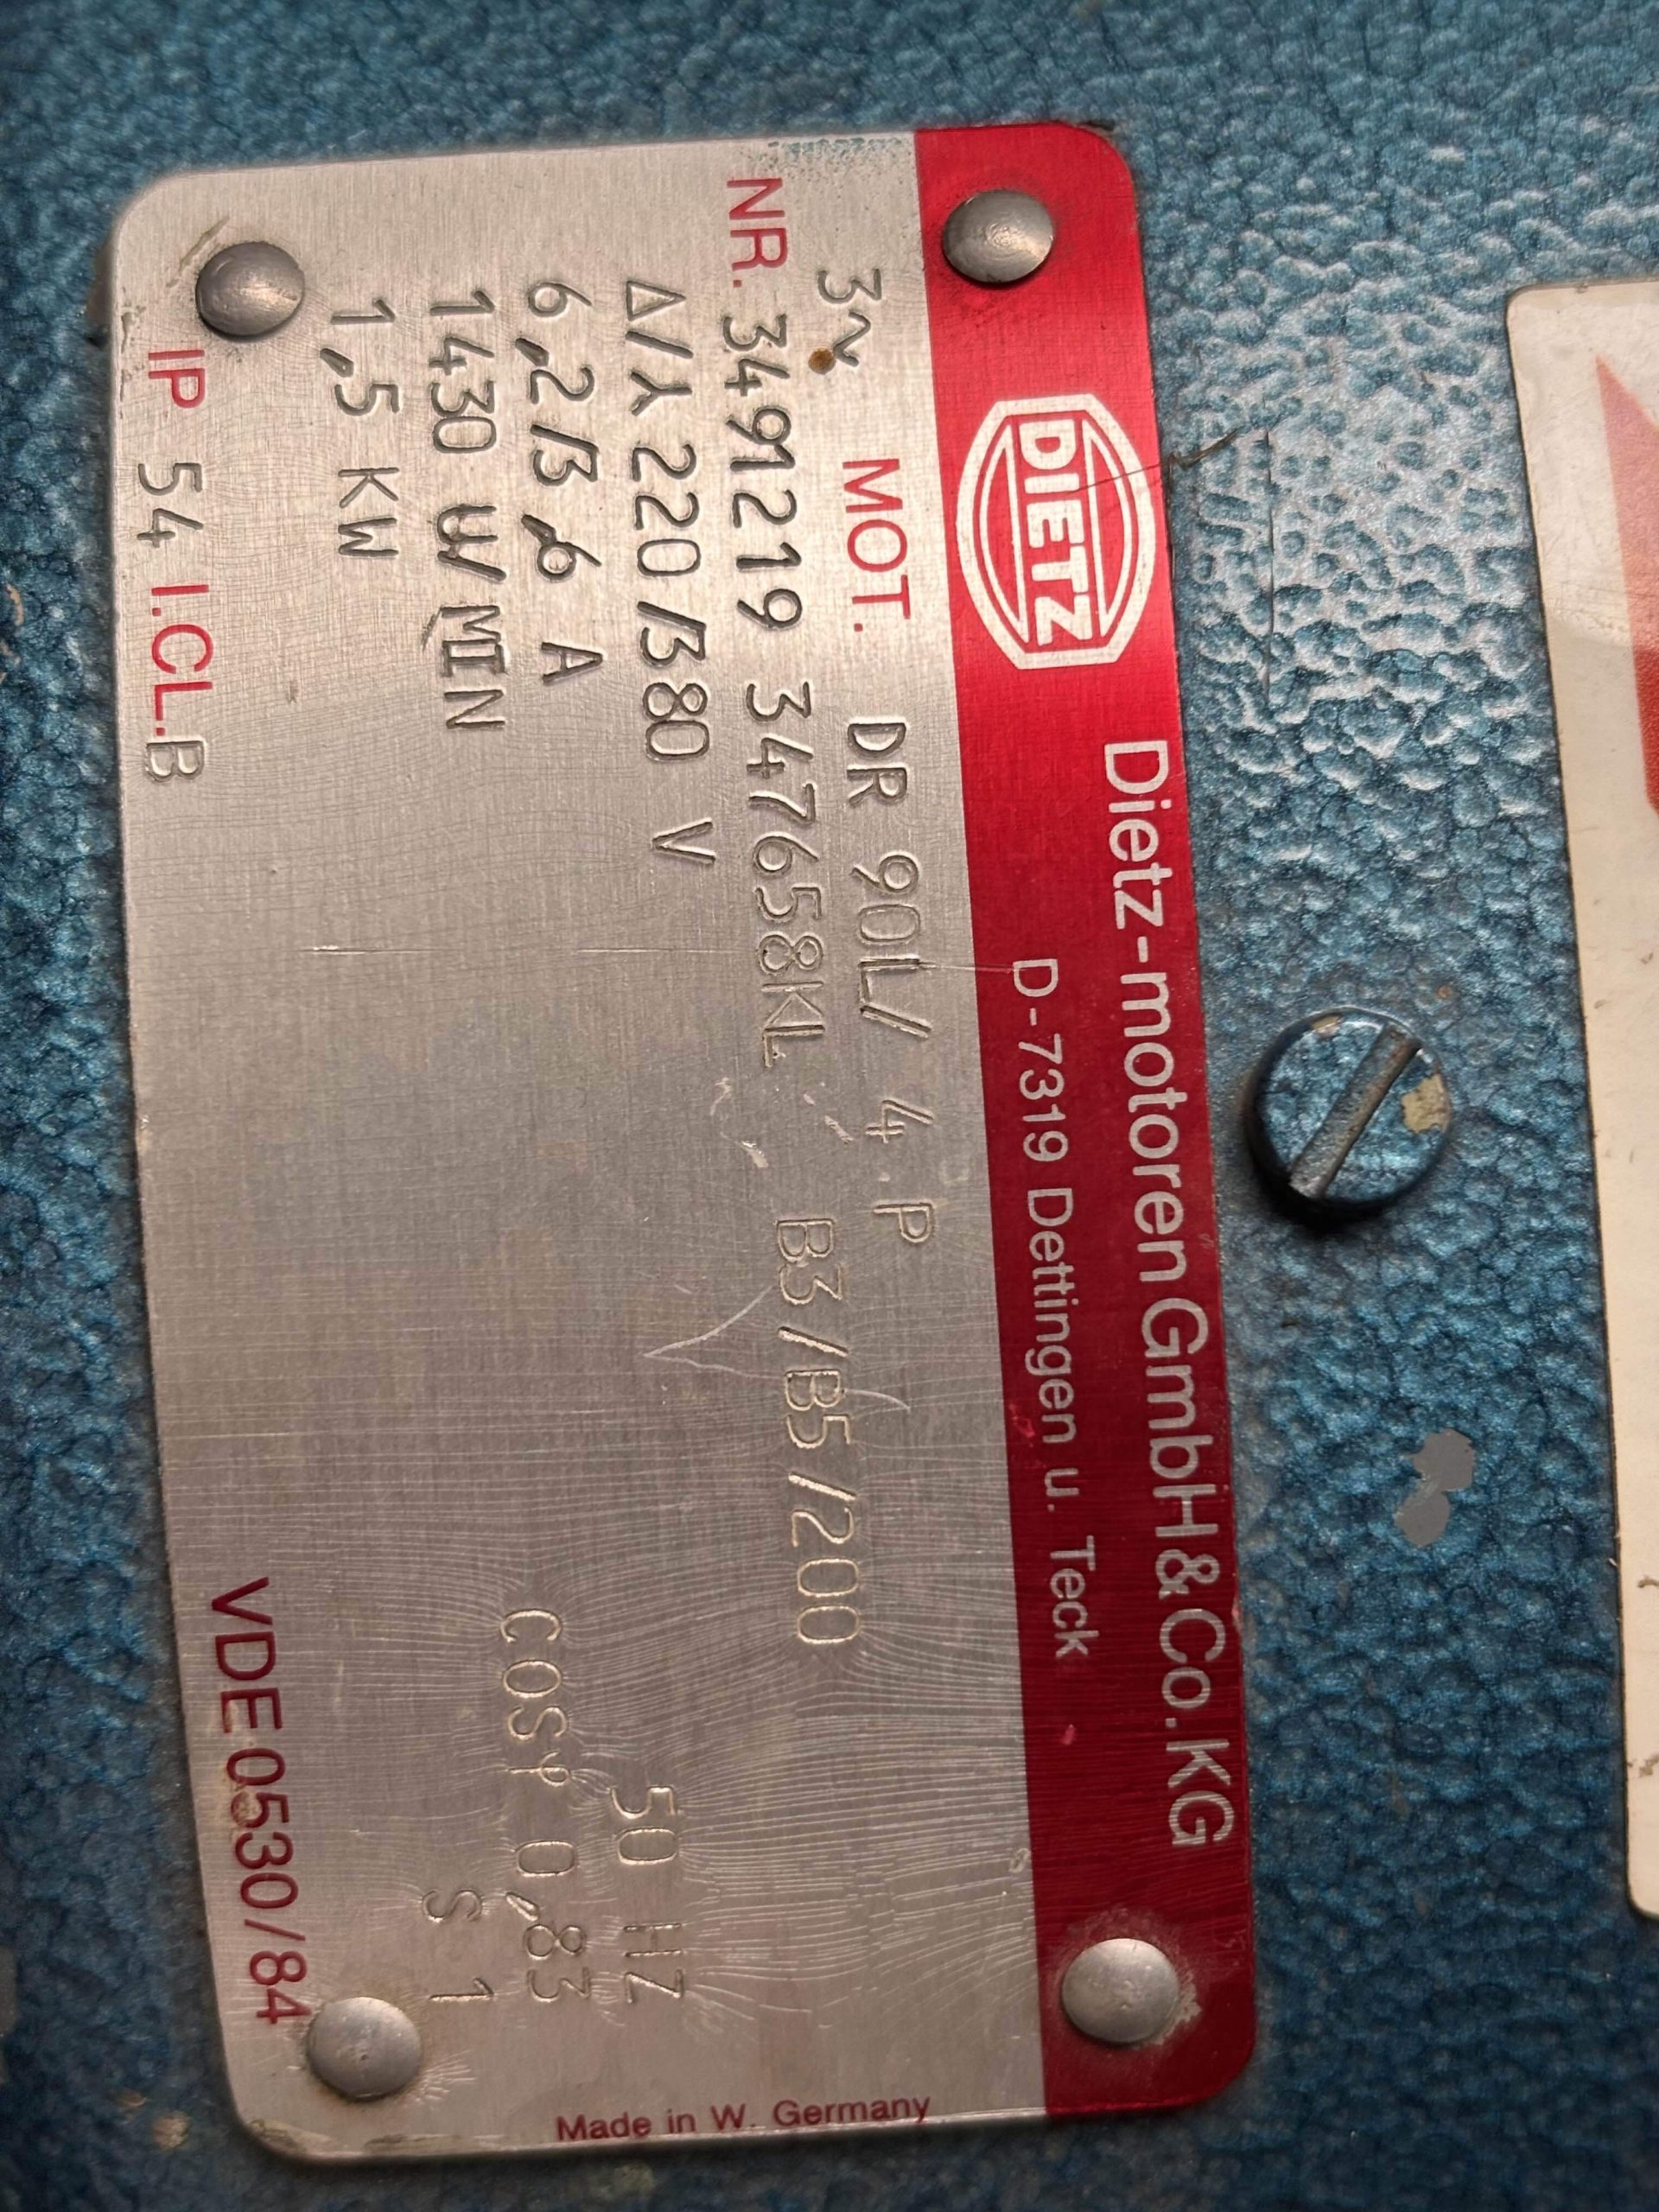 DIETZ
Dietz-motoren GmbH & Co. KG
D-7319 Dettingen u. Teck
3~ MOT. DR 90L/ 4 P
NR. 3491219 347658KL B3/B5/200
Δ/Y 220/380 V 50 HZ
6,2/3,6 A COSφ 0,83
1430 U/MIN S 1
1,5 KW
IP 54 I.CL.B VDE 0530/84
Made in W. Germany